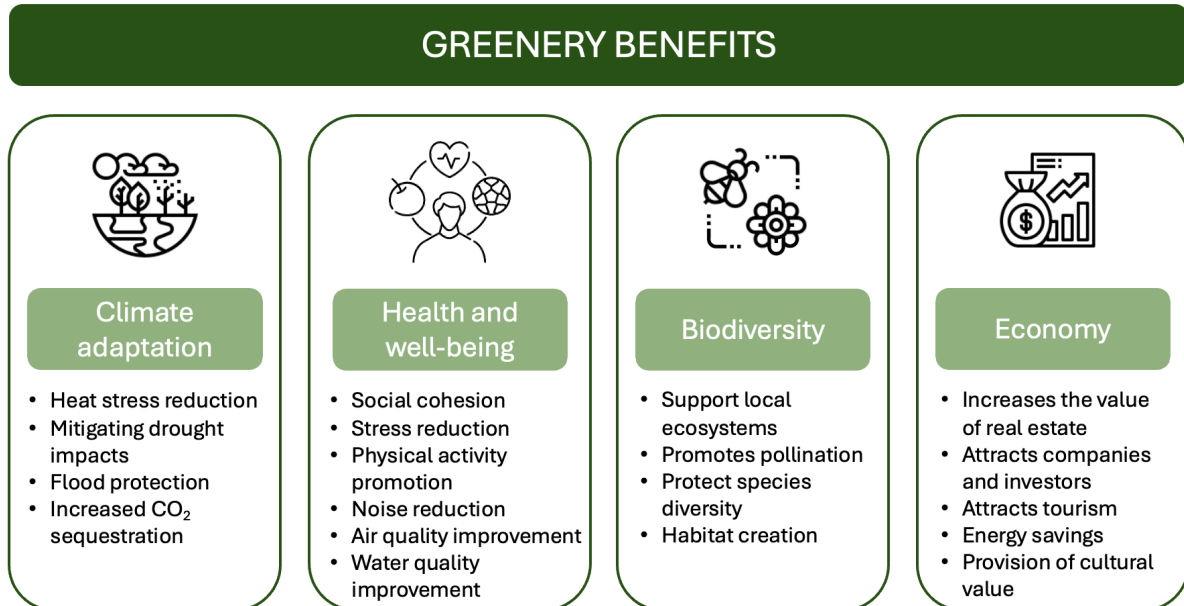 GREENERY BENEFITS
Climate
adaptation
• Heat stress reduction
• Mitigating drought
impacts
• Flood protection
• Increased CO₂
sequestration
Health and
well-being
• Social cohesion
• Stress reduction
• Physical activity
promotion
• Noise reduction
• Air quality improvement
• Water quality
improvement
Biodiversity
• Support local
ecosystems
• Promotes pollination
• Protect species
diversity
• Habitat creation
$
Economy
• Increases the value
of real estate
• Attracts companies
and investors
• Attracts tourism
• Energy savings
• Provision of cultural
value